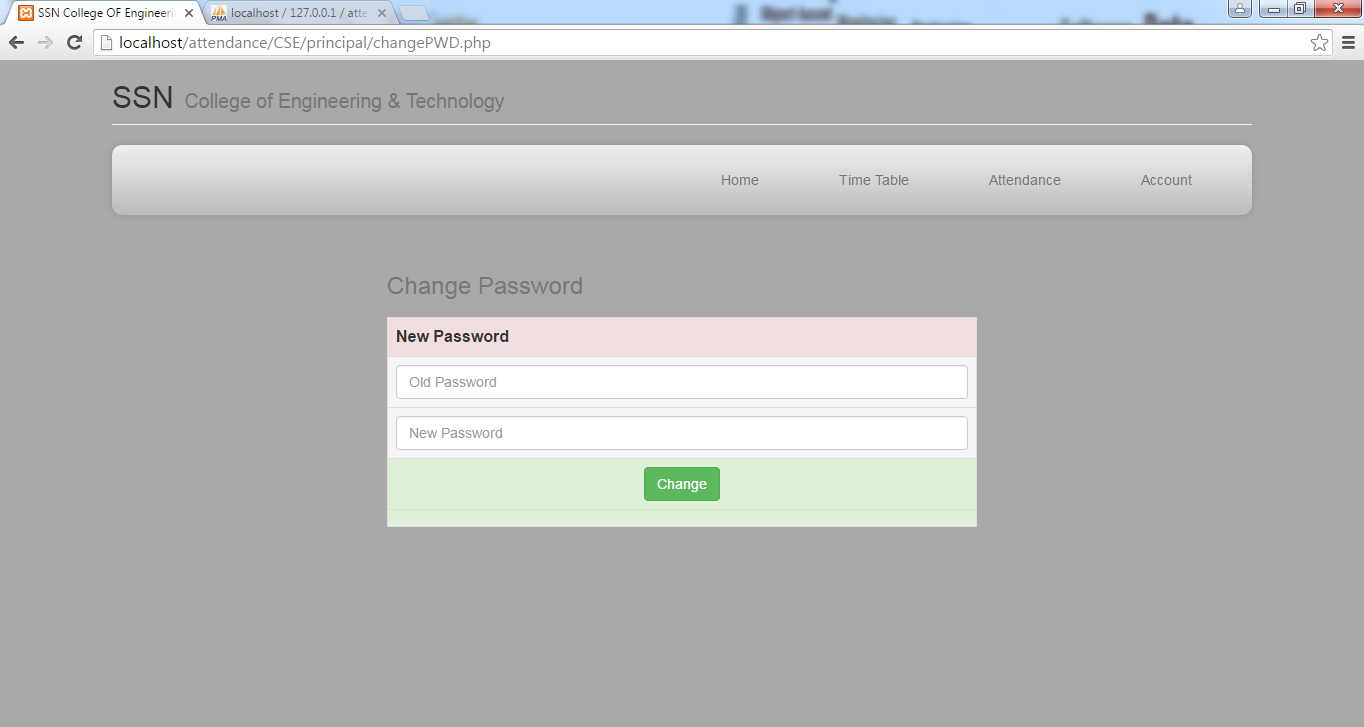 SSN College OF Engineeri
localhost / 127.0.0.1 / atte
localhost/attendance/CSE/principal/changePWD.php
SSN College of Engineering & Technology
Home Time Table Attendance Account
Change Password
New Password
Old Password
New Password
Change